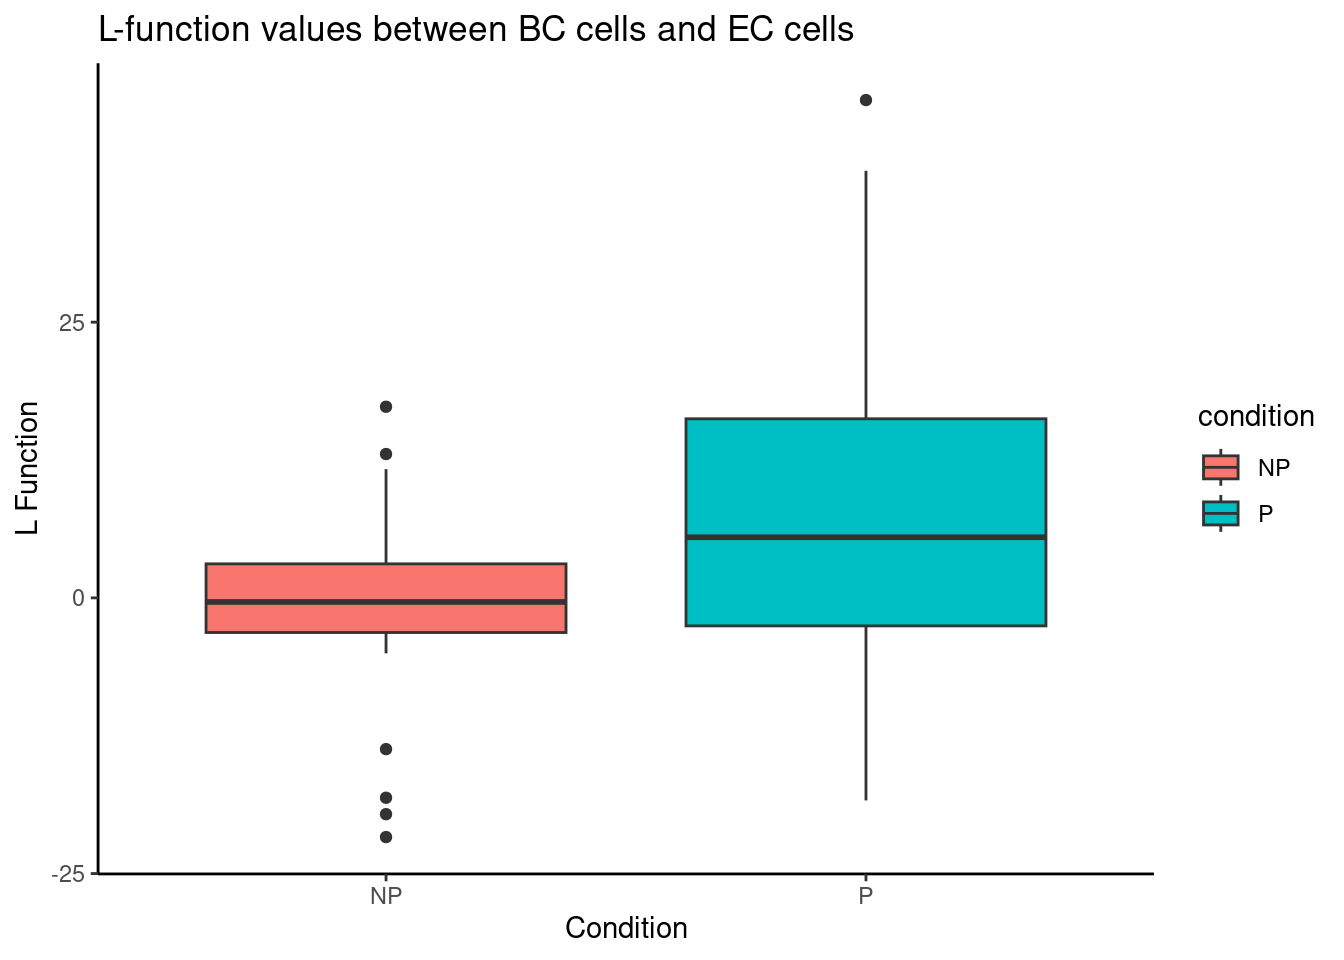 L-function values between BC cells and EC cells
L Function
25
0
-25
NP
P
Condition
condition
NP
P